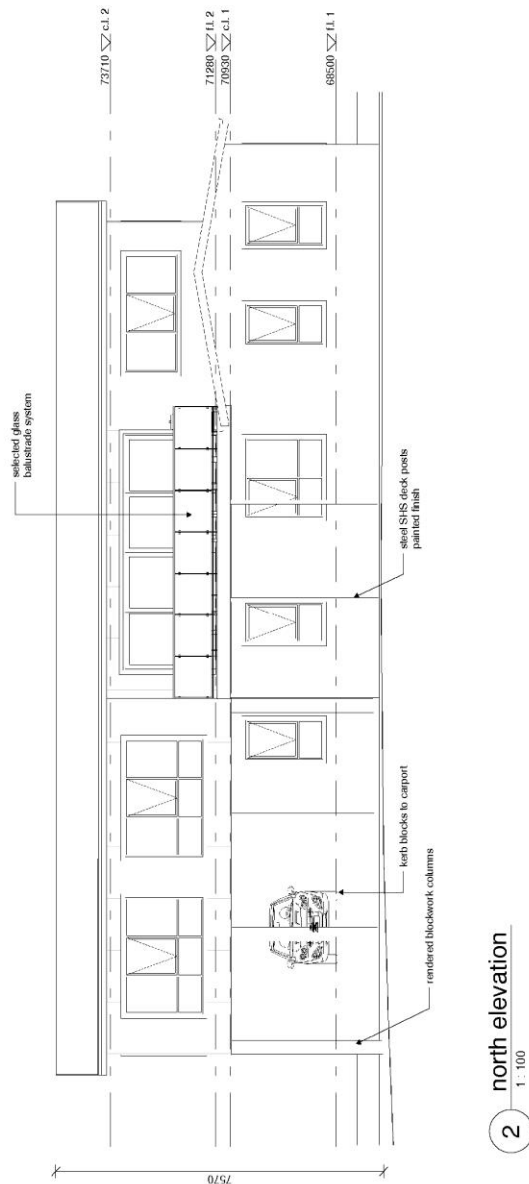 73710 c.l. 2
71280 f.l. 2
70930 c.l. 1
68500 f.l. 1
selected glass
balustrade system
steel SHS deck posts
painted finish
kerb blocks to carport
rendered blockwork columns
7570
2
north elevation
1 : 100